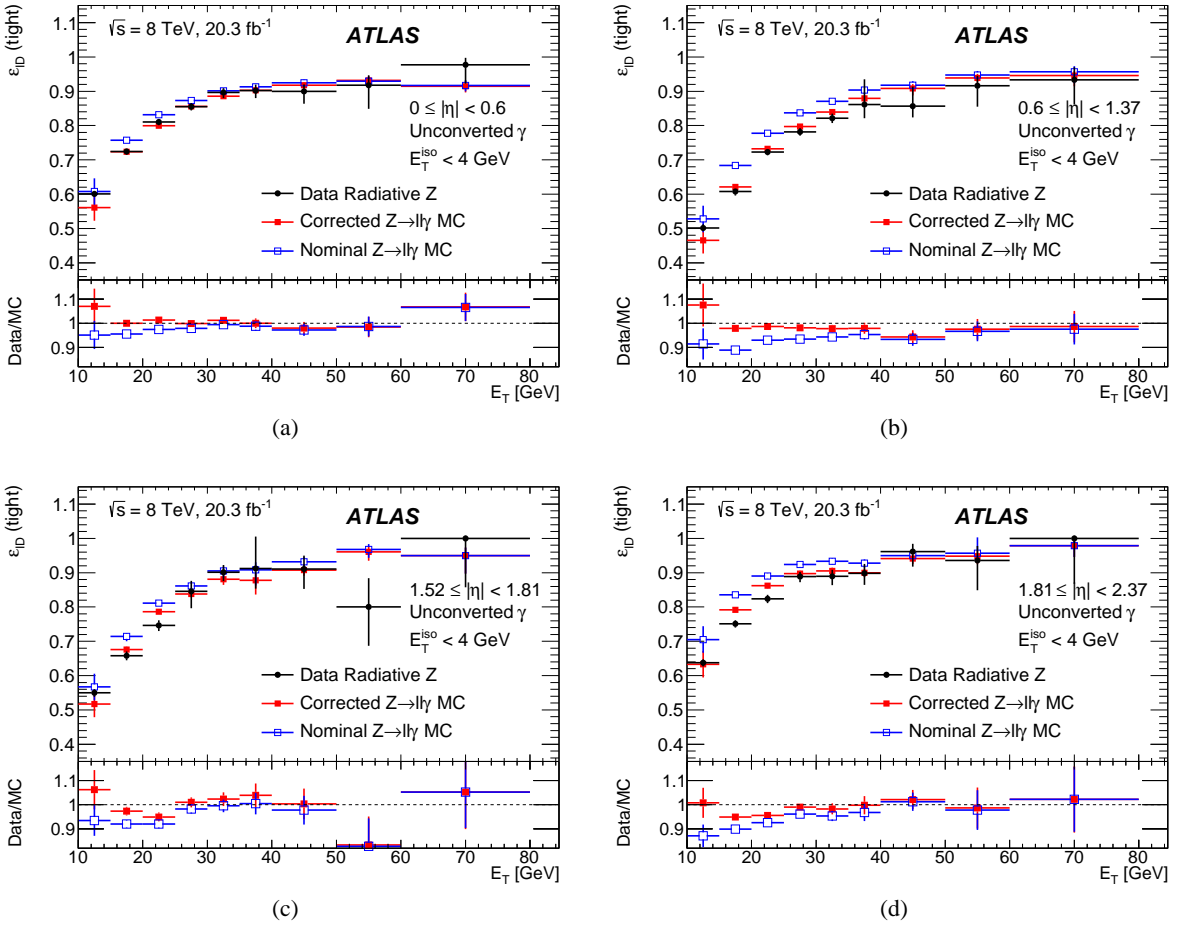 √s = 8 TeV, 20.3 fb⁻¹ ATLAS
ε_ID (tight)
1.1
1
0.9
0.8
0.7
0.6
0.5
0.4
0 ≤ |η| < 0.6
Unconverted γ
E_T^iso < 4 GeV
Data Radiative Z
Corrected Z→llγ MC
Nominal Z→llγ MC
Data/MC
1.1
1
0.9
10 20 30 40 50 60 70 80
E_T [GeV]
(a)
√s = 8 TeV, 20.3 fb⁻¹ ATLAS
ε_ID (tight)
1.1
1
0.9
0.8
0.7
0.6
0.5
0.4
0.6 ≤ |η| < 1.37
Unconverted γ
E_T^iso < 4 GeV
Data Radiative Z
Corrected Z→llγ MC
Nominal Z→llγ MC
Data/MC
1.1
1
0.9
10 20 30 40 50 60 70 80
E_T [GeV]
(b)
√s = 8 TeV, 20.3 fb⁻¹ ATLAS
ε_ID (tight)
1.1
1
0.9
0.8
0.7
0.6
0.5
0.4
1.52 ≤ |η| < 1.81
Unconverted γ
E_T^iso < 4 GeV
Data Radiative Z
Corrected Z→llγ MC
Nominal Z→llγ MC
Data/MC
1.1
1
0.9
10 20 30 40 50 60 70 80
E_T [GeV]
(c)
√s = 8 TeV, 20.3 fb⁻¹ ATLAS
ε_ID (tight)
1.1
1
0.9
0.8
0.7
0.6
0.5
0.4
1.81 ≤ |η| < 2.37
Unconverted γ
E_T^iso < 4 GeV
Data Radiative Z
Corrected Z→llγ MC
Nominal Z→llγ MC
Data/MC
1.1
1
0.9
10 20 30 40 50 60 70 80
E_T [GeV]
(d)